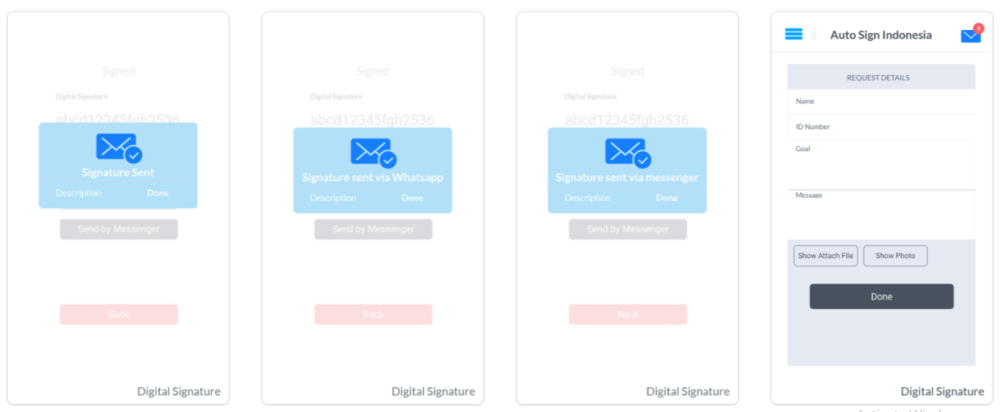 Signed
Digital Signature
abcd12345fgh2536
Signature Sent
Description Done
Send by Messenger
Back
Digital Signature
Signed
Digital Signature
abcd12345fgh2536
Signature sent via Whatsapp
Description Done
Send by Messenger
Back
Digital Signature
Signed
Digital Signature
abcd12345fgh2536
Signature sent via messenger
Description Done
Send by Messenger
Back
Digital Signature
Auto Sign Indonesia
REQUEST DETAILS
Name
ID Number
Goal
Message
Show Attach File Show Photo
Done
Digital Signature